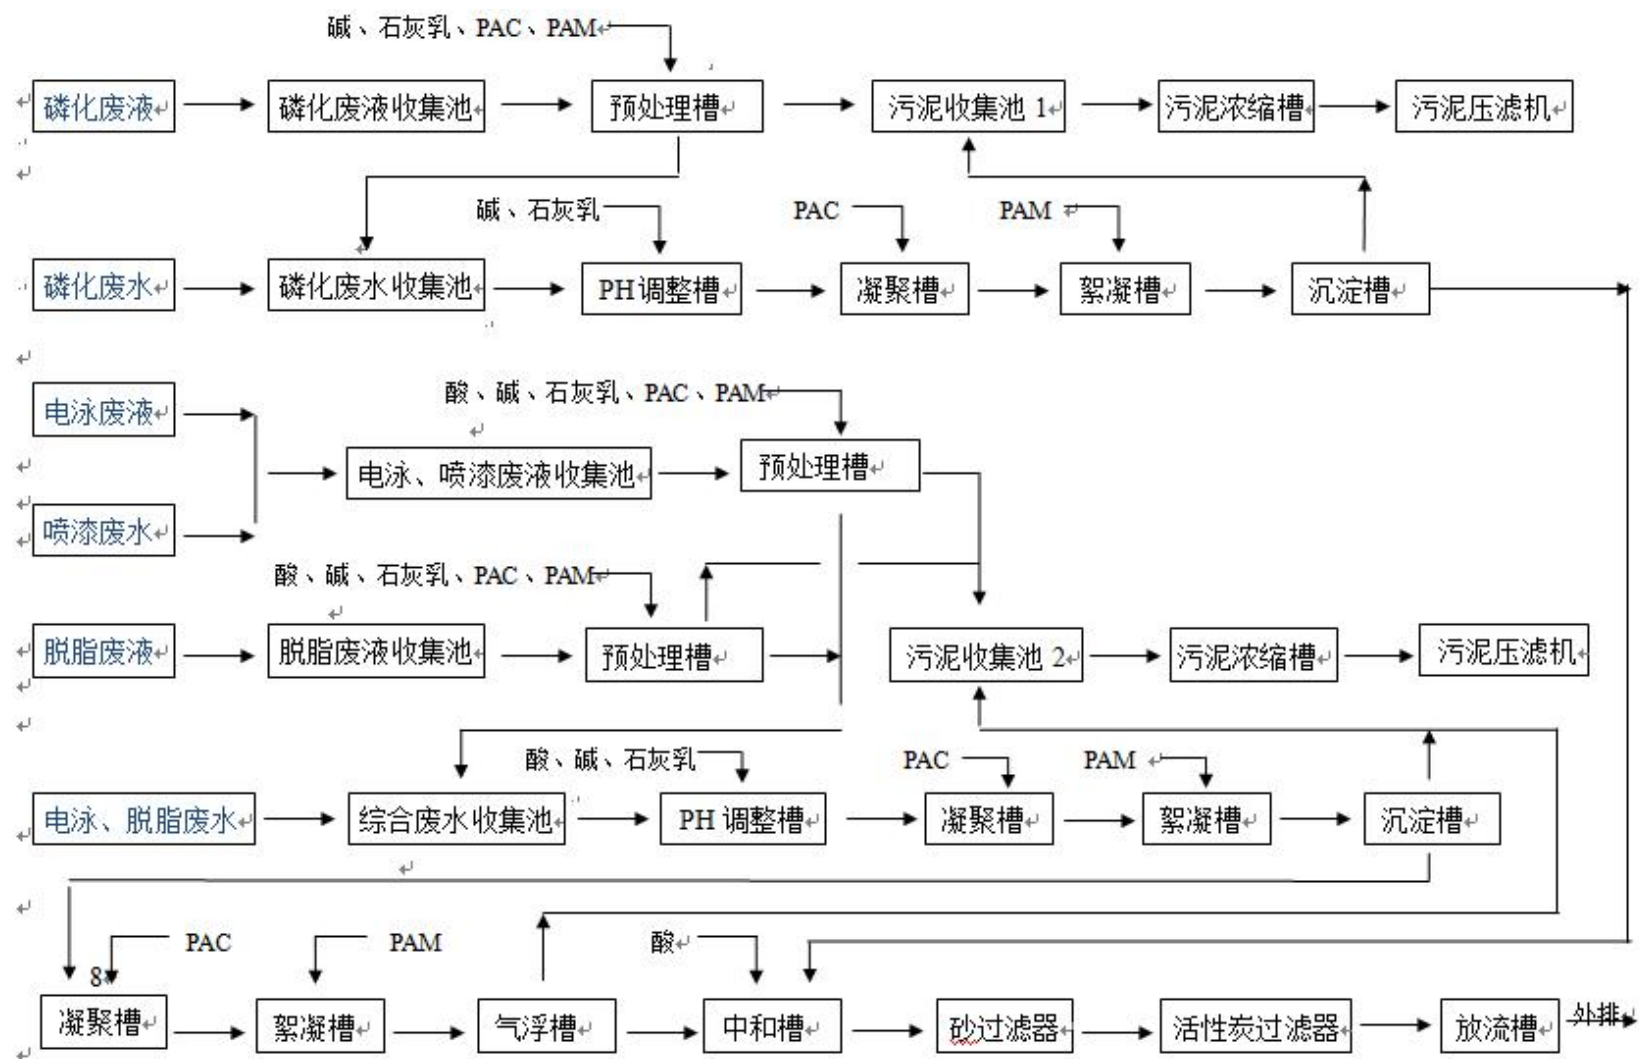 碱、石灰乳、PAC、PAM
磷化废液 磷化废液收集池 预处理槽 污泥收集池 1 污泥浓缩槽 污泥压滤机
碱、石灰乳 PAC PAM
磷化废水 磷化废水收集池 PH调整槽 凝聚槽 絮凝槽 沉淀槽
酸、碱、石灰乳、PAC、PAM
电泳废液
电泳、喷漆废液收集池 预处理槽
喷漆废水
酸、碱、石灰乳、PAC、PAM
脱脂废液 脱脂废液收集池 预处理槽 污泥收集池 2 污泥浓缩槽 污泥压滤机
酸、碱、石灰乳 PAC PAM
电泳、脱脂废水 综合废水收集池 PH 调整槽 凝聚槽 絮凝槽 沉淀槽
PAC PAM 酸
8
凝聚槽 絮凝槽 气浮槽 中和槽 砂过滤器 活性炭过滤器 放流槽 外排